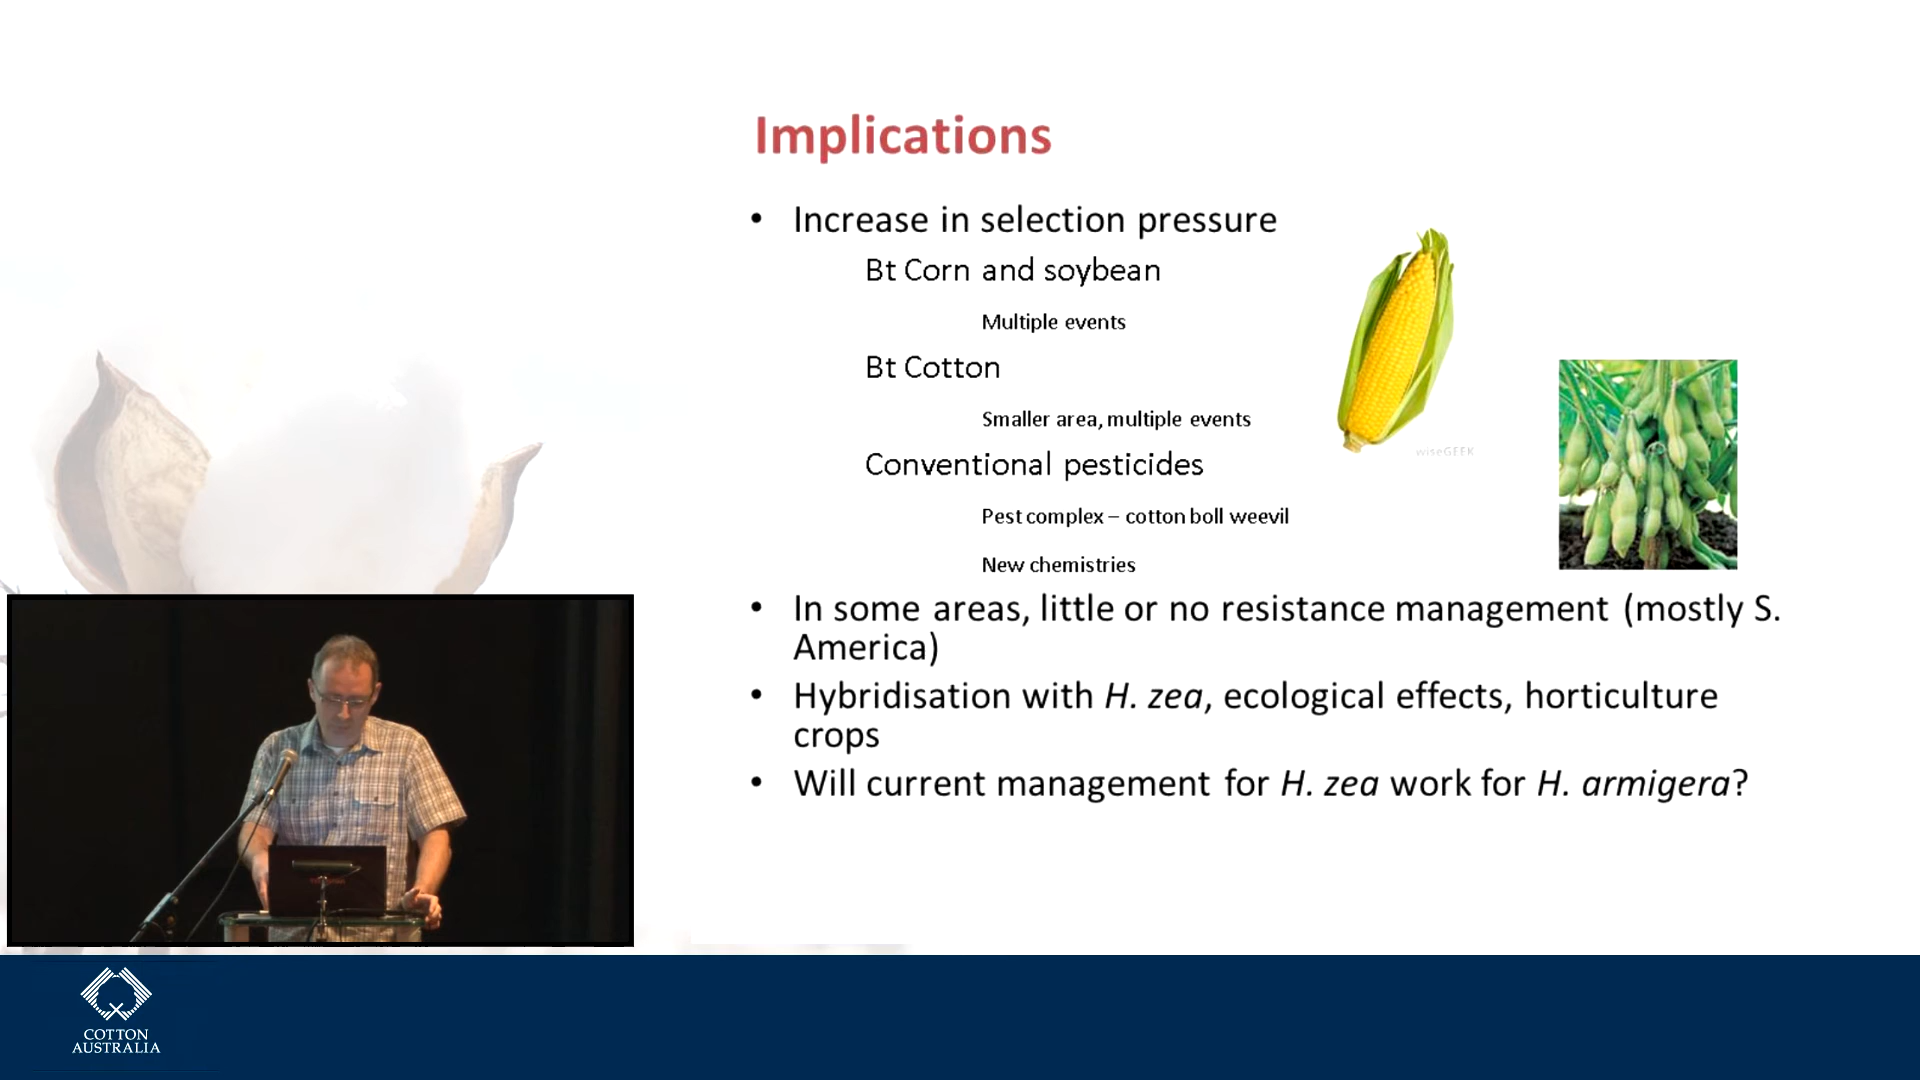 Implications
• Increase in selection pressure
Bt Corn and soybean
Multiple events
Bt Cotton
Smaller area, multiple events
Conventional pesticides
Pest complex – cotton boll weevil
New chemistries
• In some areas, little or no resistance management (mostly S.
America)
• Hybridisation with H. zea, ecological effects, horticulture
crops
• Will current management for H. zea work for H. armigera?
wiseGEEK
COTTON
AUSTRALIA